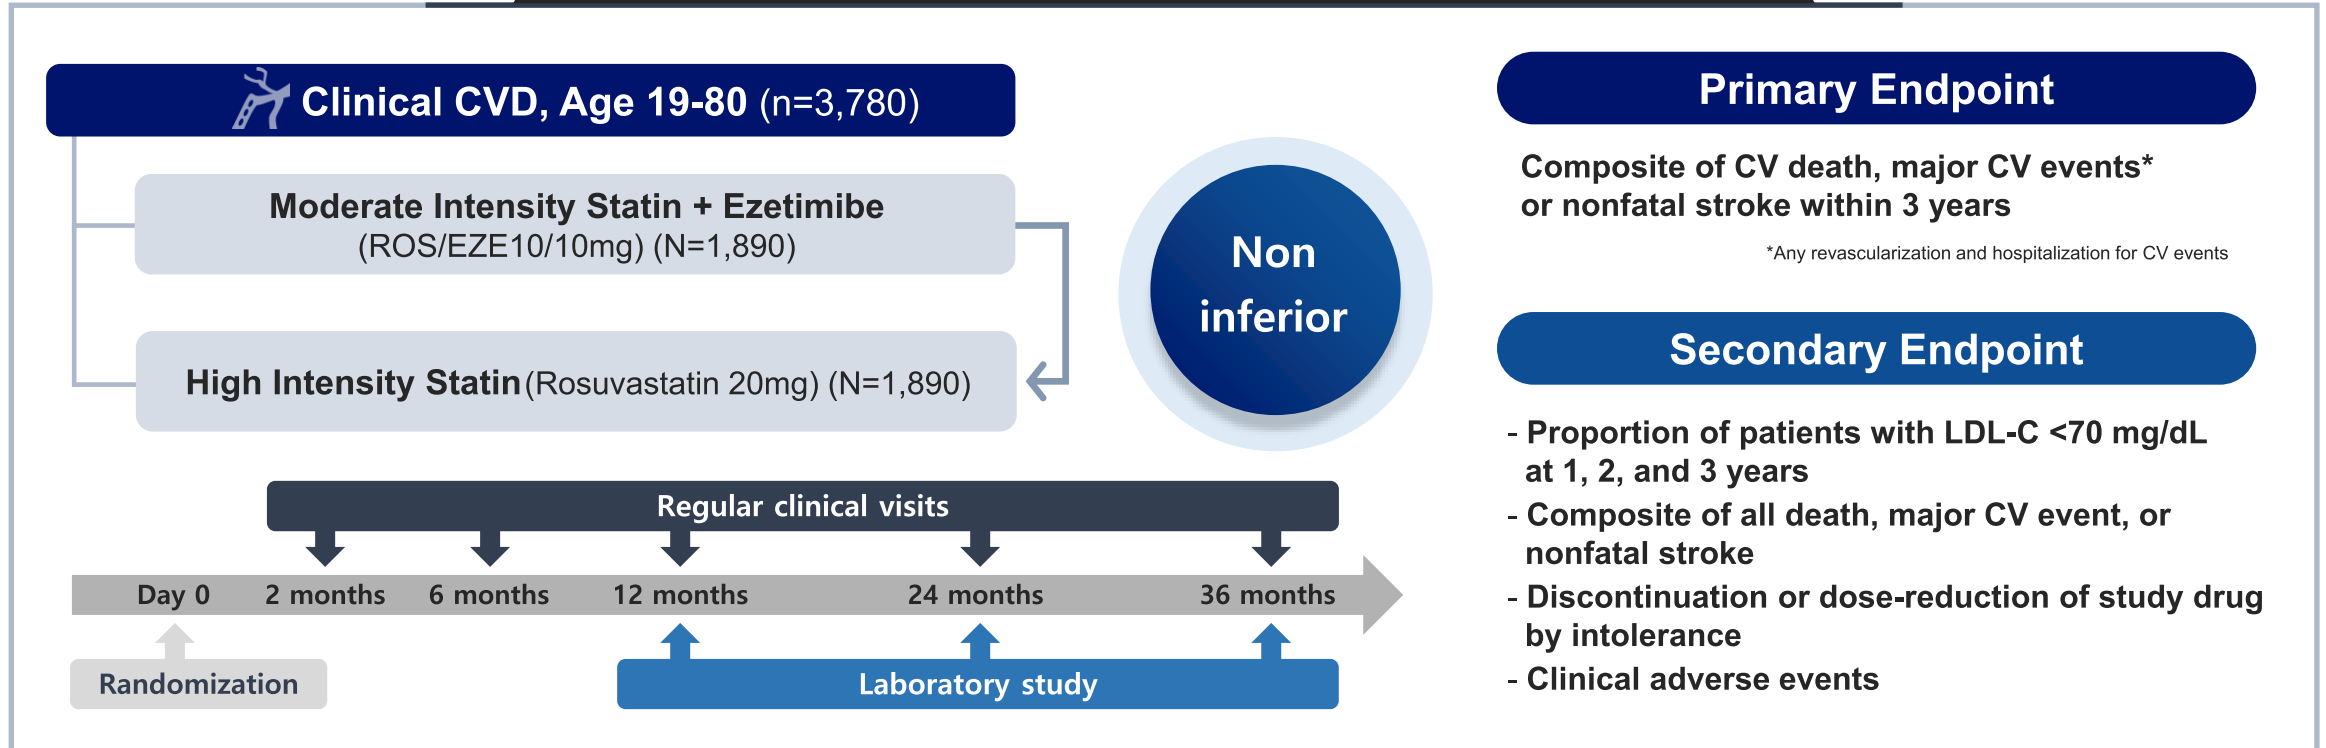 Clinical CVD, Age 19-80 (n=3,780)
Moderate Intensity Statin + Ezetimibe
(ROS/EZE10/10mg) (N=1,890)
High Intensity Statin(Rosuvastatin 20mg) (N=1,890)
Non
inferior
Regular clinical visits
Day 0 2 months 6 months 12 months 24 months 36 months
Randomization
Laboratory study
Primary Endpoint
Composite of CV death, major CV events*
or nonfatal stroke within 3 years
*Any revascularization and hospitalization for CV events
Secondary Endpoint
- Proportion of patients with LDL-C <70 mg/dL
at 1, 2, and 3 years
- Composite of all death, major CV event, or
nonfatal stroke
- Discontinuation or dose-reduction of study drug
by intolerance
- Clinical adverse events